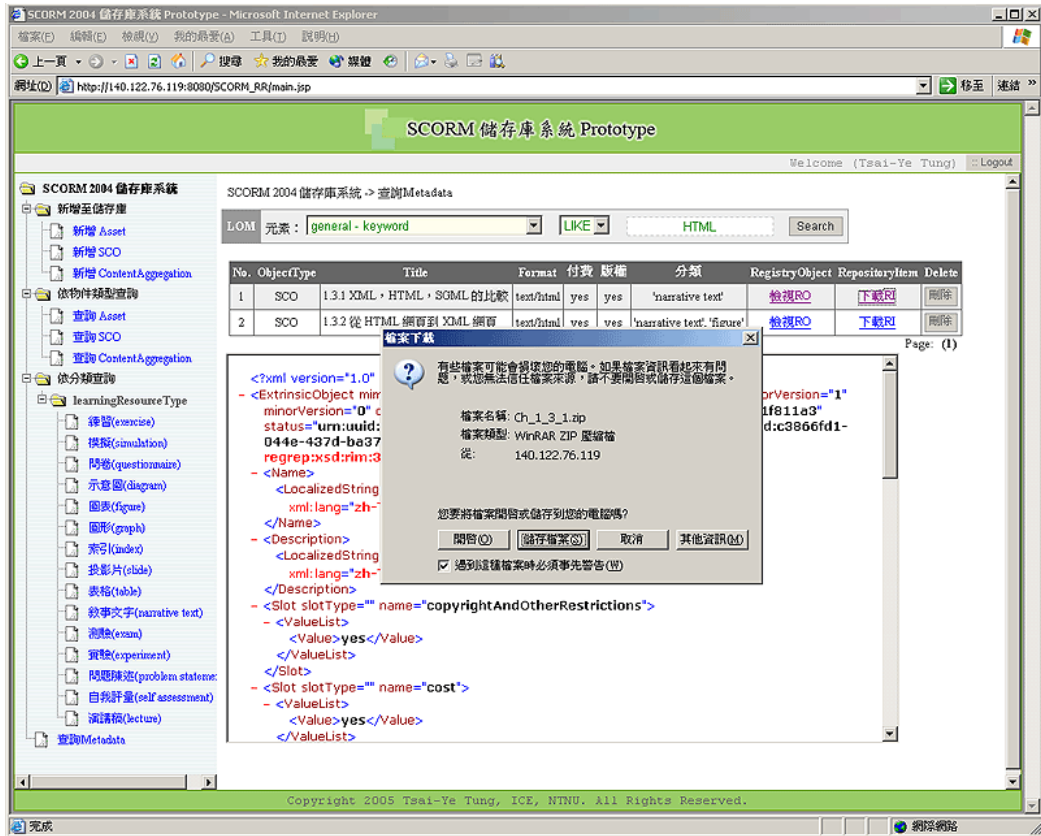 SCORM 2004 儲存庫系統 Prototype - Microsoft Internet Explorer
檔案(F) 編輯(E) 檢視(V) 我的最愛(A) 工具(T) 說明(H)
上一頁 搜尋 我的最愛 媒體
網址(D) http://140.122.76.119:8080/SCORM_RR/main.jsp 移至 連結 »
SCORM 儲存庫系統 Prototype
Welcome (Tsai-Ye Tung) :: Logout
SCORM 2004 儲存庫系統
新增至儲存庫
新增 Asset
新增 SCO
新增 ContentAggregation
依物件類型查詢
查詢 Asset
查詢 SCO
查詢 ContentAggregation
依分類查詢
learningResourceType
練習(exercise)
模擬(simulation)
問卷(questionnaire)
示意圖(diagram)
圖表(figure)
圖形(graph)
索引(index)
投影片(slide)
表格(table)
敘事文字(narrative text)
測驗(exam)
實驗(experiment)
問題陳述(problem stateme
自我評量(self assessment)
演講稿(lecture)
查詢Metadata
SCORM 2004 儲存庫系統 -> 查詢Metadata
LOM 元素： general - keyword LIKE HTML Search
No. ObjectType Title Format 付費 版權 分類 RegistryObject RepositoryItem Delete
1 SCO 1.3.1 XML，HTML，SGML 的比較 text/html yes yes 'narrative text' 檢視RO 下載RI 刪除
2 SCO 1.3.2 從 HTML 網頁到 XML 網頁 text/html yes yes 'narrative text', 'figure' 檢視RO 下載RI 刪除
Page: (1)
<?xml version="1.0"
- <ExtrinsicObject mim orVersion="1"
minorVersion="0" c 1f811a3"
status="urn:uuid: d:c3866fd1-
044e-437d-ba37
regrep:xsd:rim:3
- <Name>
<LocalizedString
xml:lang="zh-
</Name>
- <Description>
<LocalizedString
xml:lang="zh-
</Description>
- <Slot slotType="" name="copyrightAndOtherRestrictions">
- <ValueList>
<Value>yes</Value>
</ValueList>
</Slot>
- <Slot slotType="" name="cost">
- <ValueList>
<Value>yes</Value>
</ValueList>
檔案下載
有些檔案可能會損壞您的電腦。如果檔案資訊看起來有問
題，或您無法信任檔案來源，請不要開啓或儲存這個檔案。
檔案名稱: Ch_1_3_1.zip
檔案類型: WinRAR ZIP 壓縮檔
從: 140.122.76.119
您要將檔案開啓或儲存到您的電腦嗎?
開啓(O) 儲存檔案(S) 取消 其他資訊(M)
遇到這種檔案時必須事先警告(W)
Copyright 2005 Tsai-Ye Tung, ICE, NTNU. All Rights Reserved.
完成 網際網路